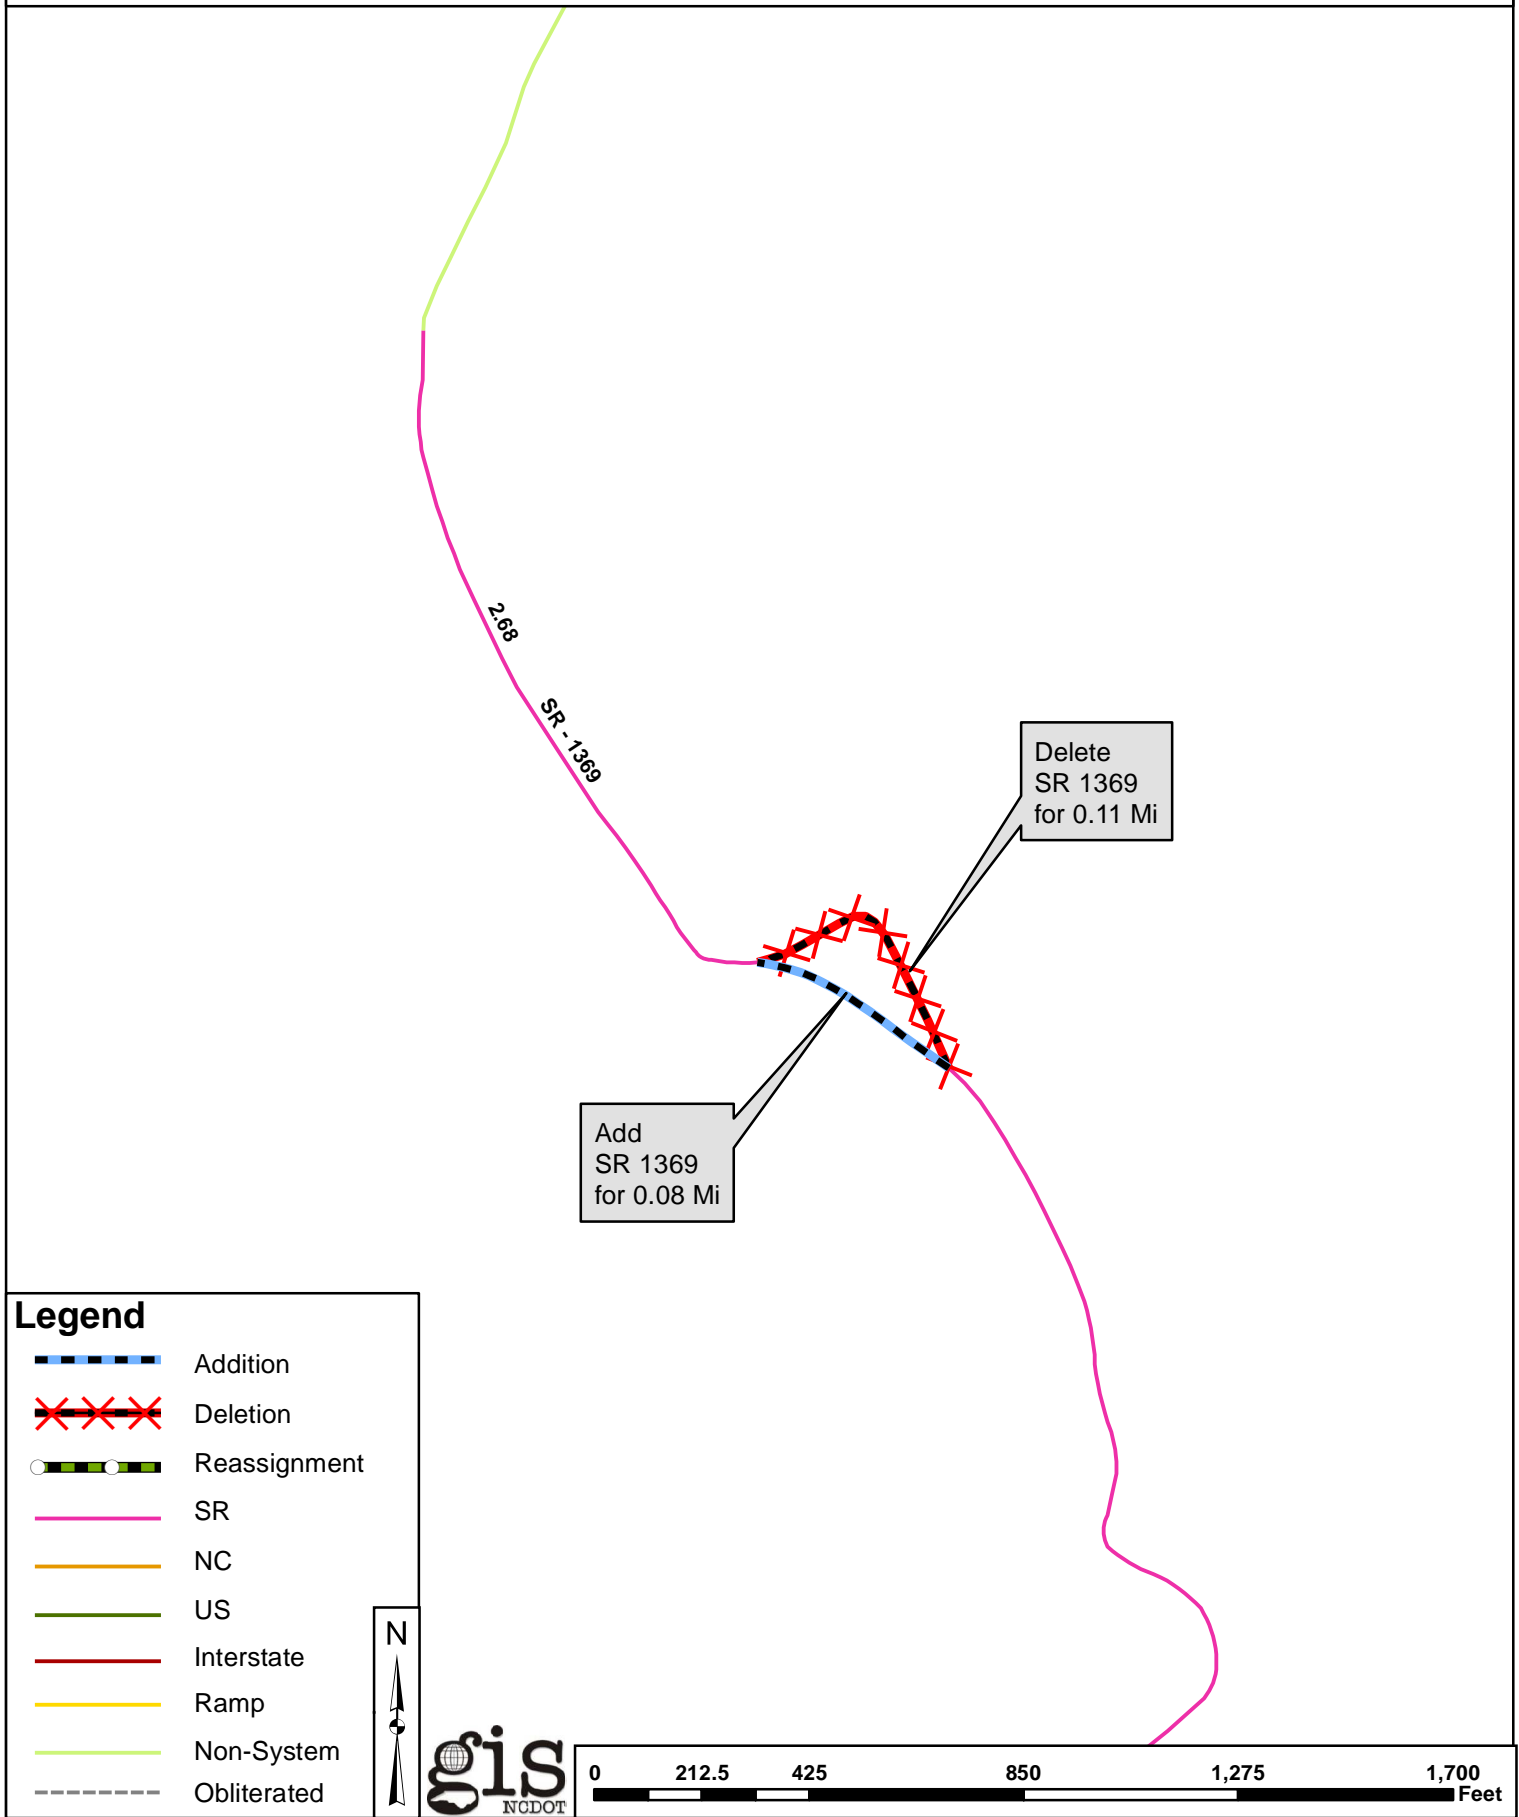 2.68
SR - 1369
Delete
SR 1369
for 0.11 Mi
Add
SR 1369
for 0.08 Mi
Legend
Addition
Deletion
Reassignment
SR
NC
US
Interstate
Ramp
Non-System
Obliterated
N
gis
NCDOT
0 212.5 425 850 1,275 1,700
Feet